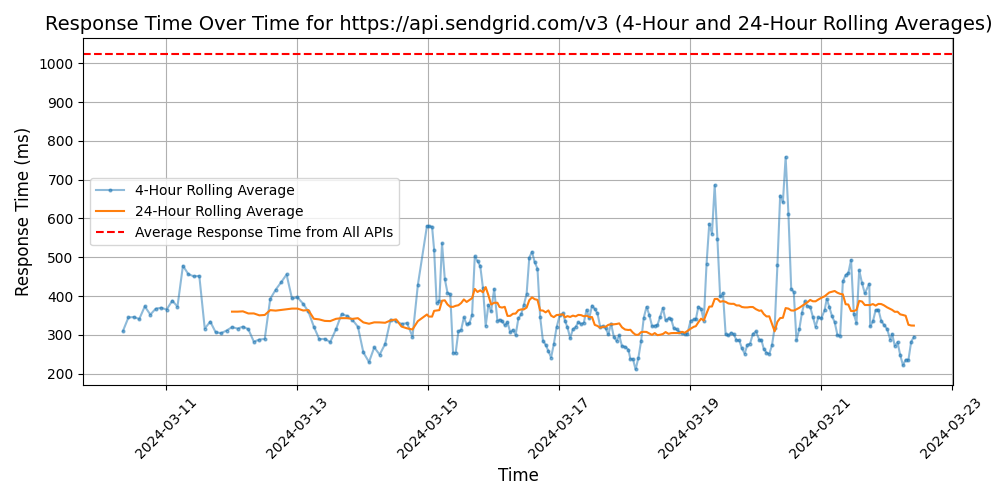 Response Time Over Time for https://api.sendgrid.com/v3 (4-Hour and 24-Hour Rolling Averages)
Response Time (ms)
1000
900
800
700
600
500
400
300
200
4-Hour Rolling Average
24-Hour Rolling Average
Average Response Time from All APIs
2024-03-11
2024-03-13
2024-03-15
2024-03-17
2024-03-19
2024-03-21
2024-03-23
Time